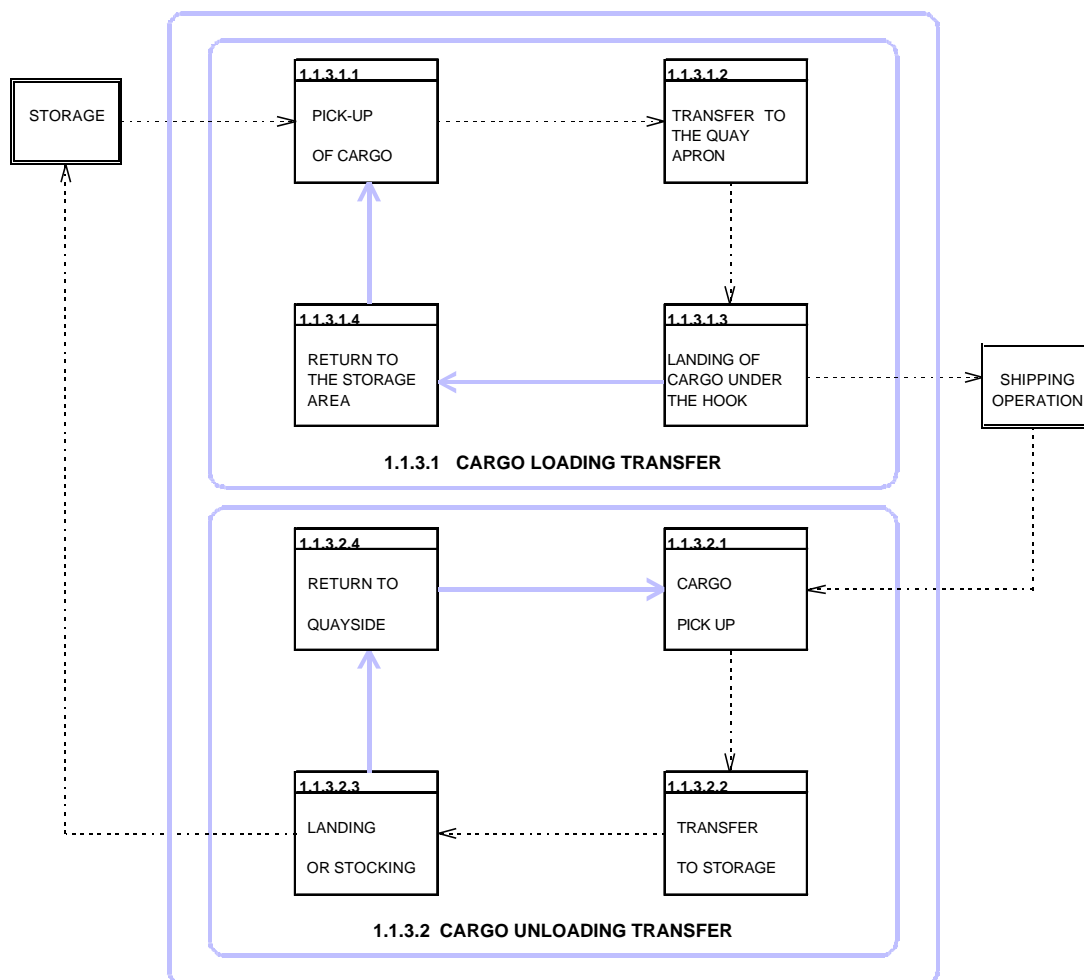 1.1.3.1.1
PICK-UP
OF CARGO
1.1.3.1.2
TRANSFER TO
THE QUAY
APRON
STORAGE
1.1.3.1.4
RETURN TO
THE STORAGE
AREA
1.1.3.1.3
LANDING OF
CARGO UNDER
THE HOOK
SHIPPING
OPERATION
1.1.3.1 CARGO LOADING TRANSFER
1.1.3.2.4
RETURN TO
QUAYSIDE
1.1.3.2.1
CARGO
PICK UP
1.1.3.2.3
LANDING
OR STOCKING
1.1.3.2.2
TRANSFER
TO STORAGE
1.1.3.2 CARGO UNLOADING TRANSFER